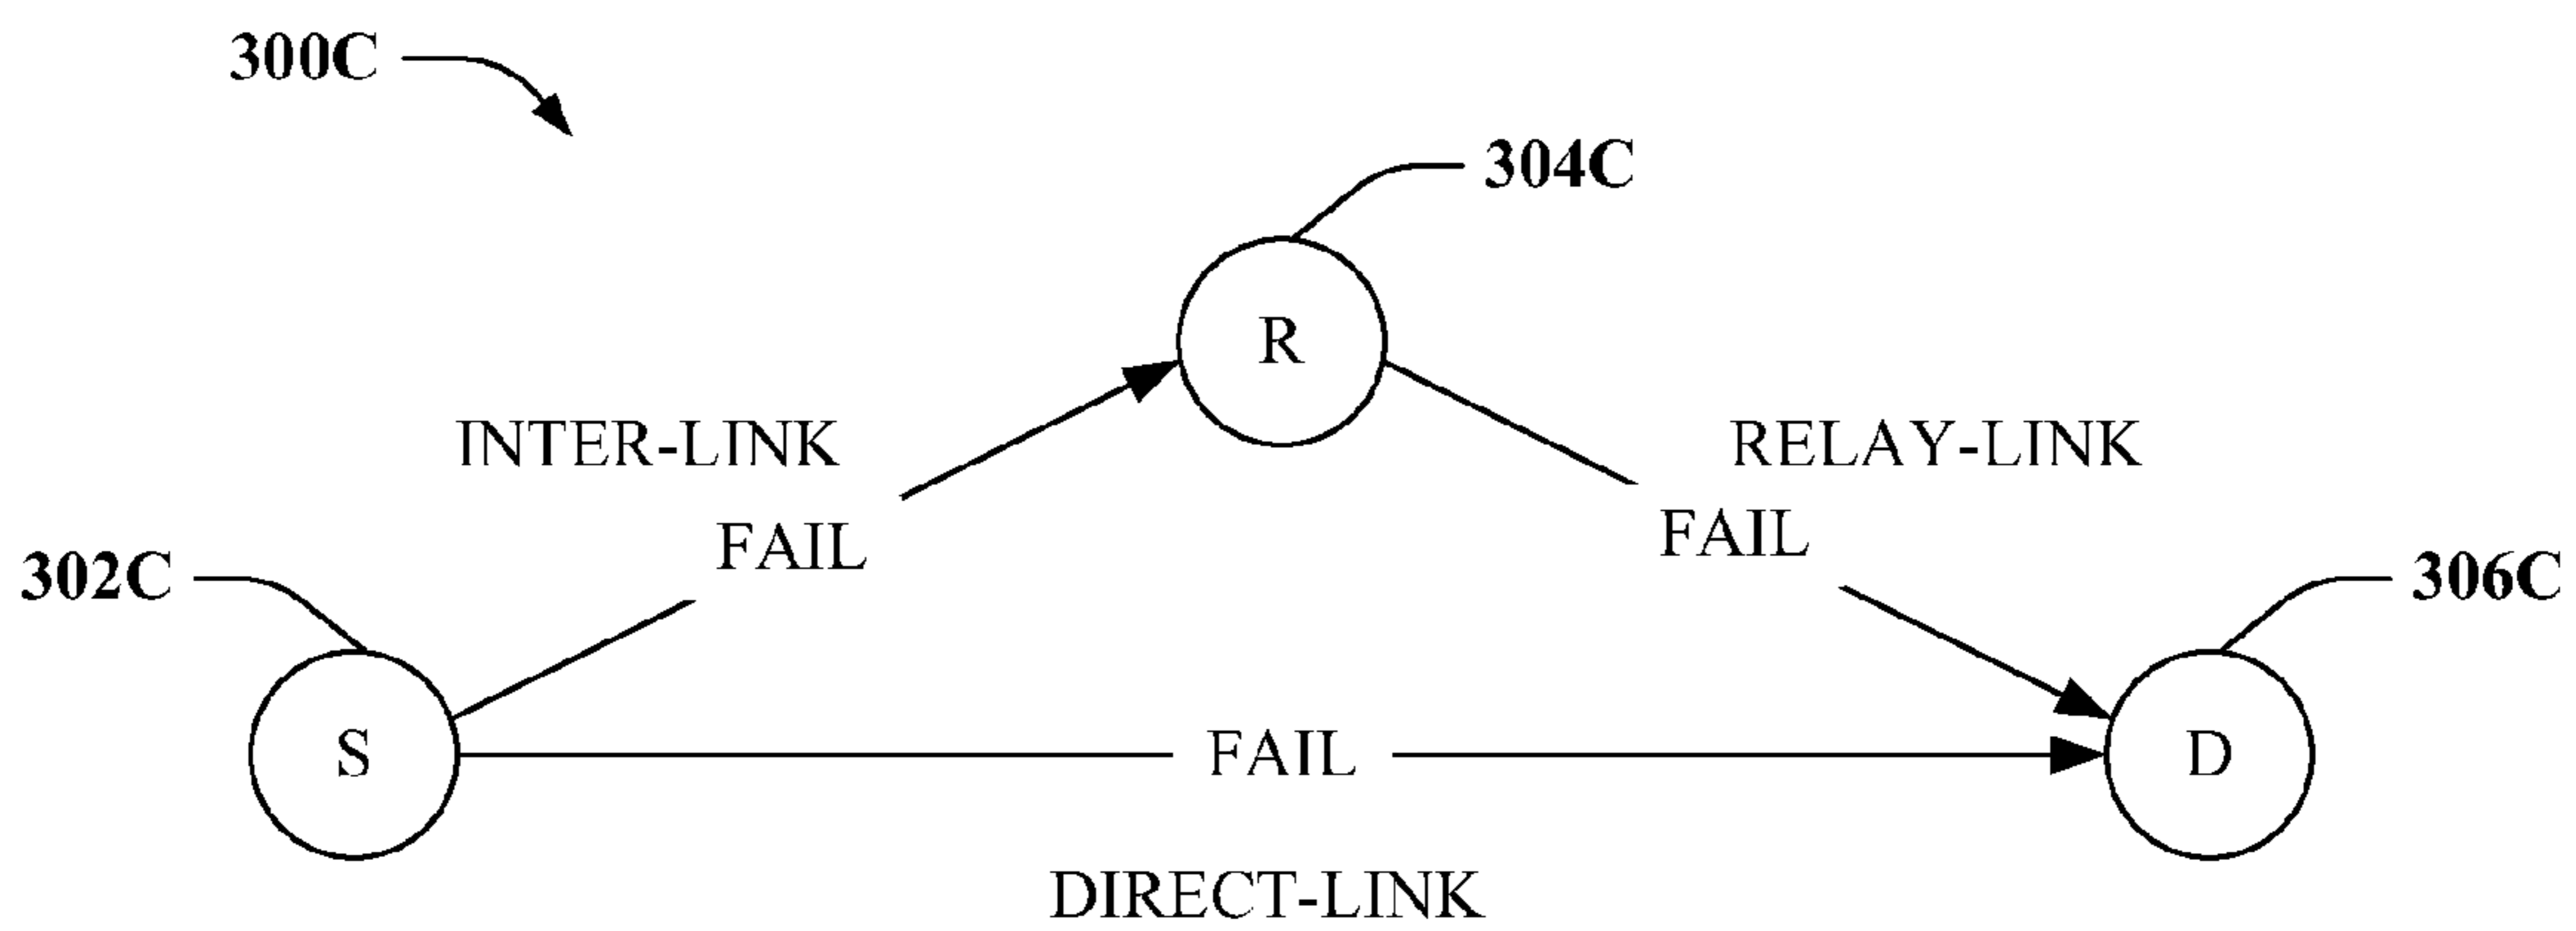 300C
304C
R
INTER-LINK
RELAY-LINK
FAIL
FAIL
302C
306C
S
FAIL
D
DIRECT-LINK